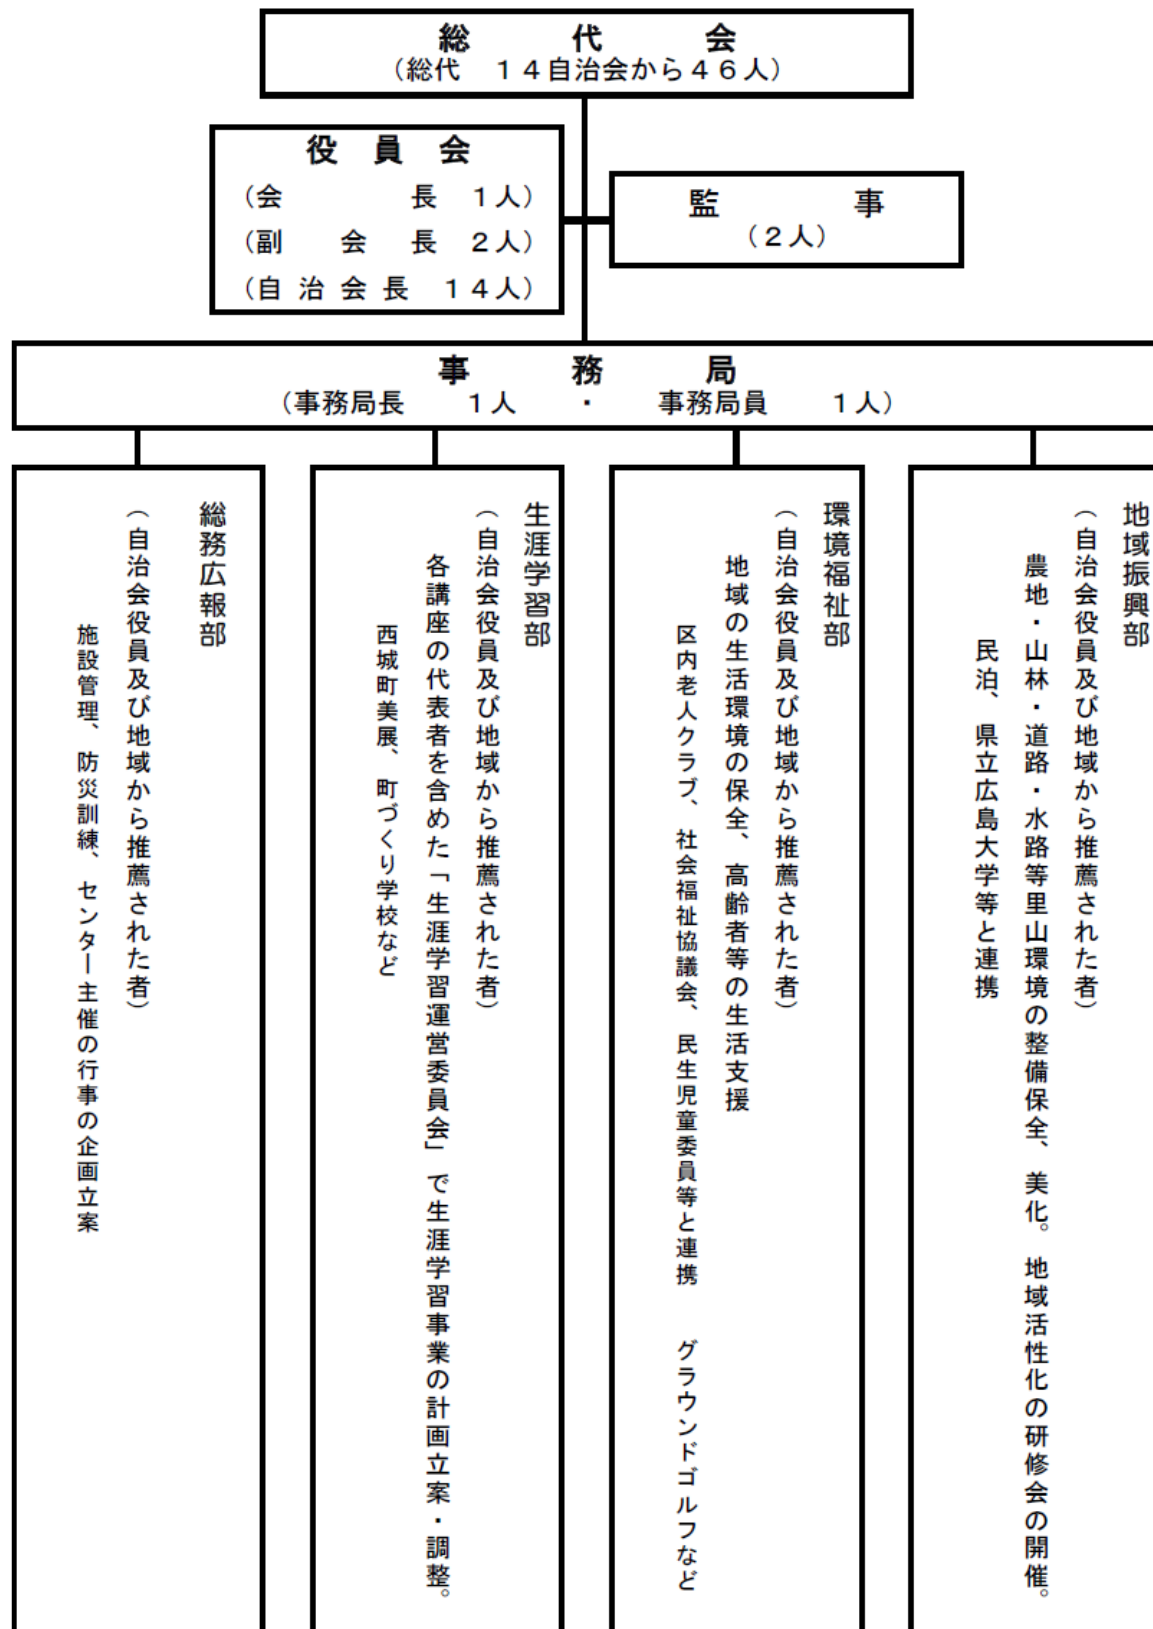 総代会
（総代　１４自治会から４６人）
役員会
（会長　１人）
（副会長　２人）
（自治会長　１４人）
監事
（２人）
事務局
（事務局長　１人　・　事務局員　１人）
地域振興部
（自治会役員及び地域から推薦された者）
農地・山林・道路・水路等里山環境の整備保全、美化。地域活性化の研修会の開催。
民泊、県立広島大学等と連携
環境福祉部
（自治会役員及び地域から推薦された者）
地域の生活環境の保全、高齢者等の生活支援
区内老人クラブ、社会福祉協議会、民生児童委員等と連携　グラウンドゴルフなど
生涯学習部
（自治会役員及び地域から推薦された者）
各講座の代表者を含めた「生涯学習運営委員会」で生涯学習事業の計画立案・調整。
西城町美展、町づくり学校など
総務広報部
（自治会役員及び地域から推薦された者）
施設管理、防災訓練、センター主催の行事の企画立案